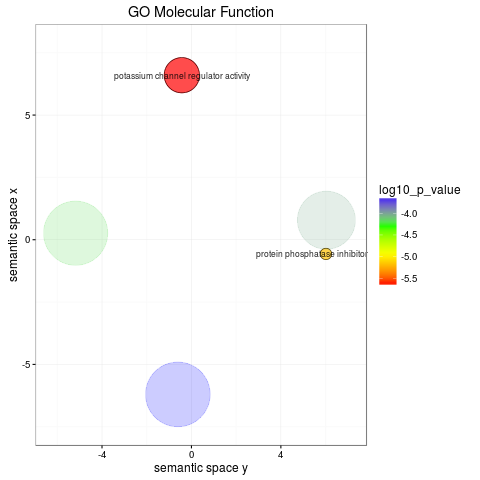 GO Molecular Function
potassium channel regulator activity
protein phosphatase inhibitor
semantic space x
5
0
-5
-4
0
4
semantic space y
log10_p_value
-4.0
-4.5
-5.0
-5.5